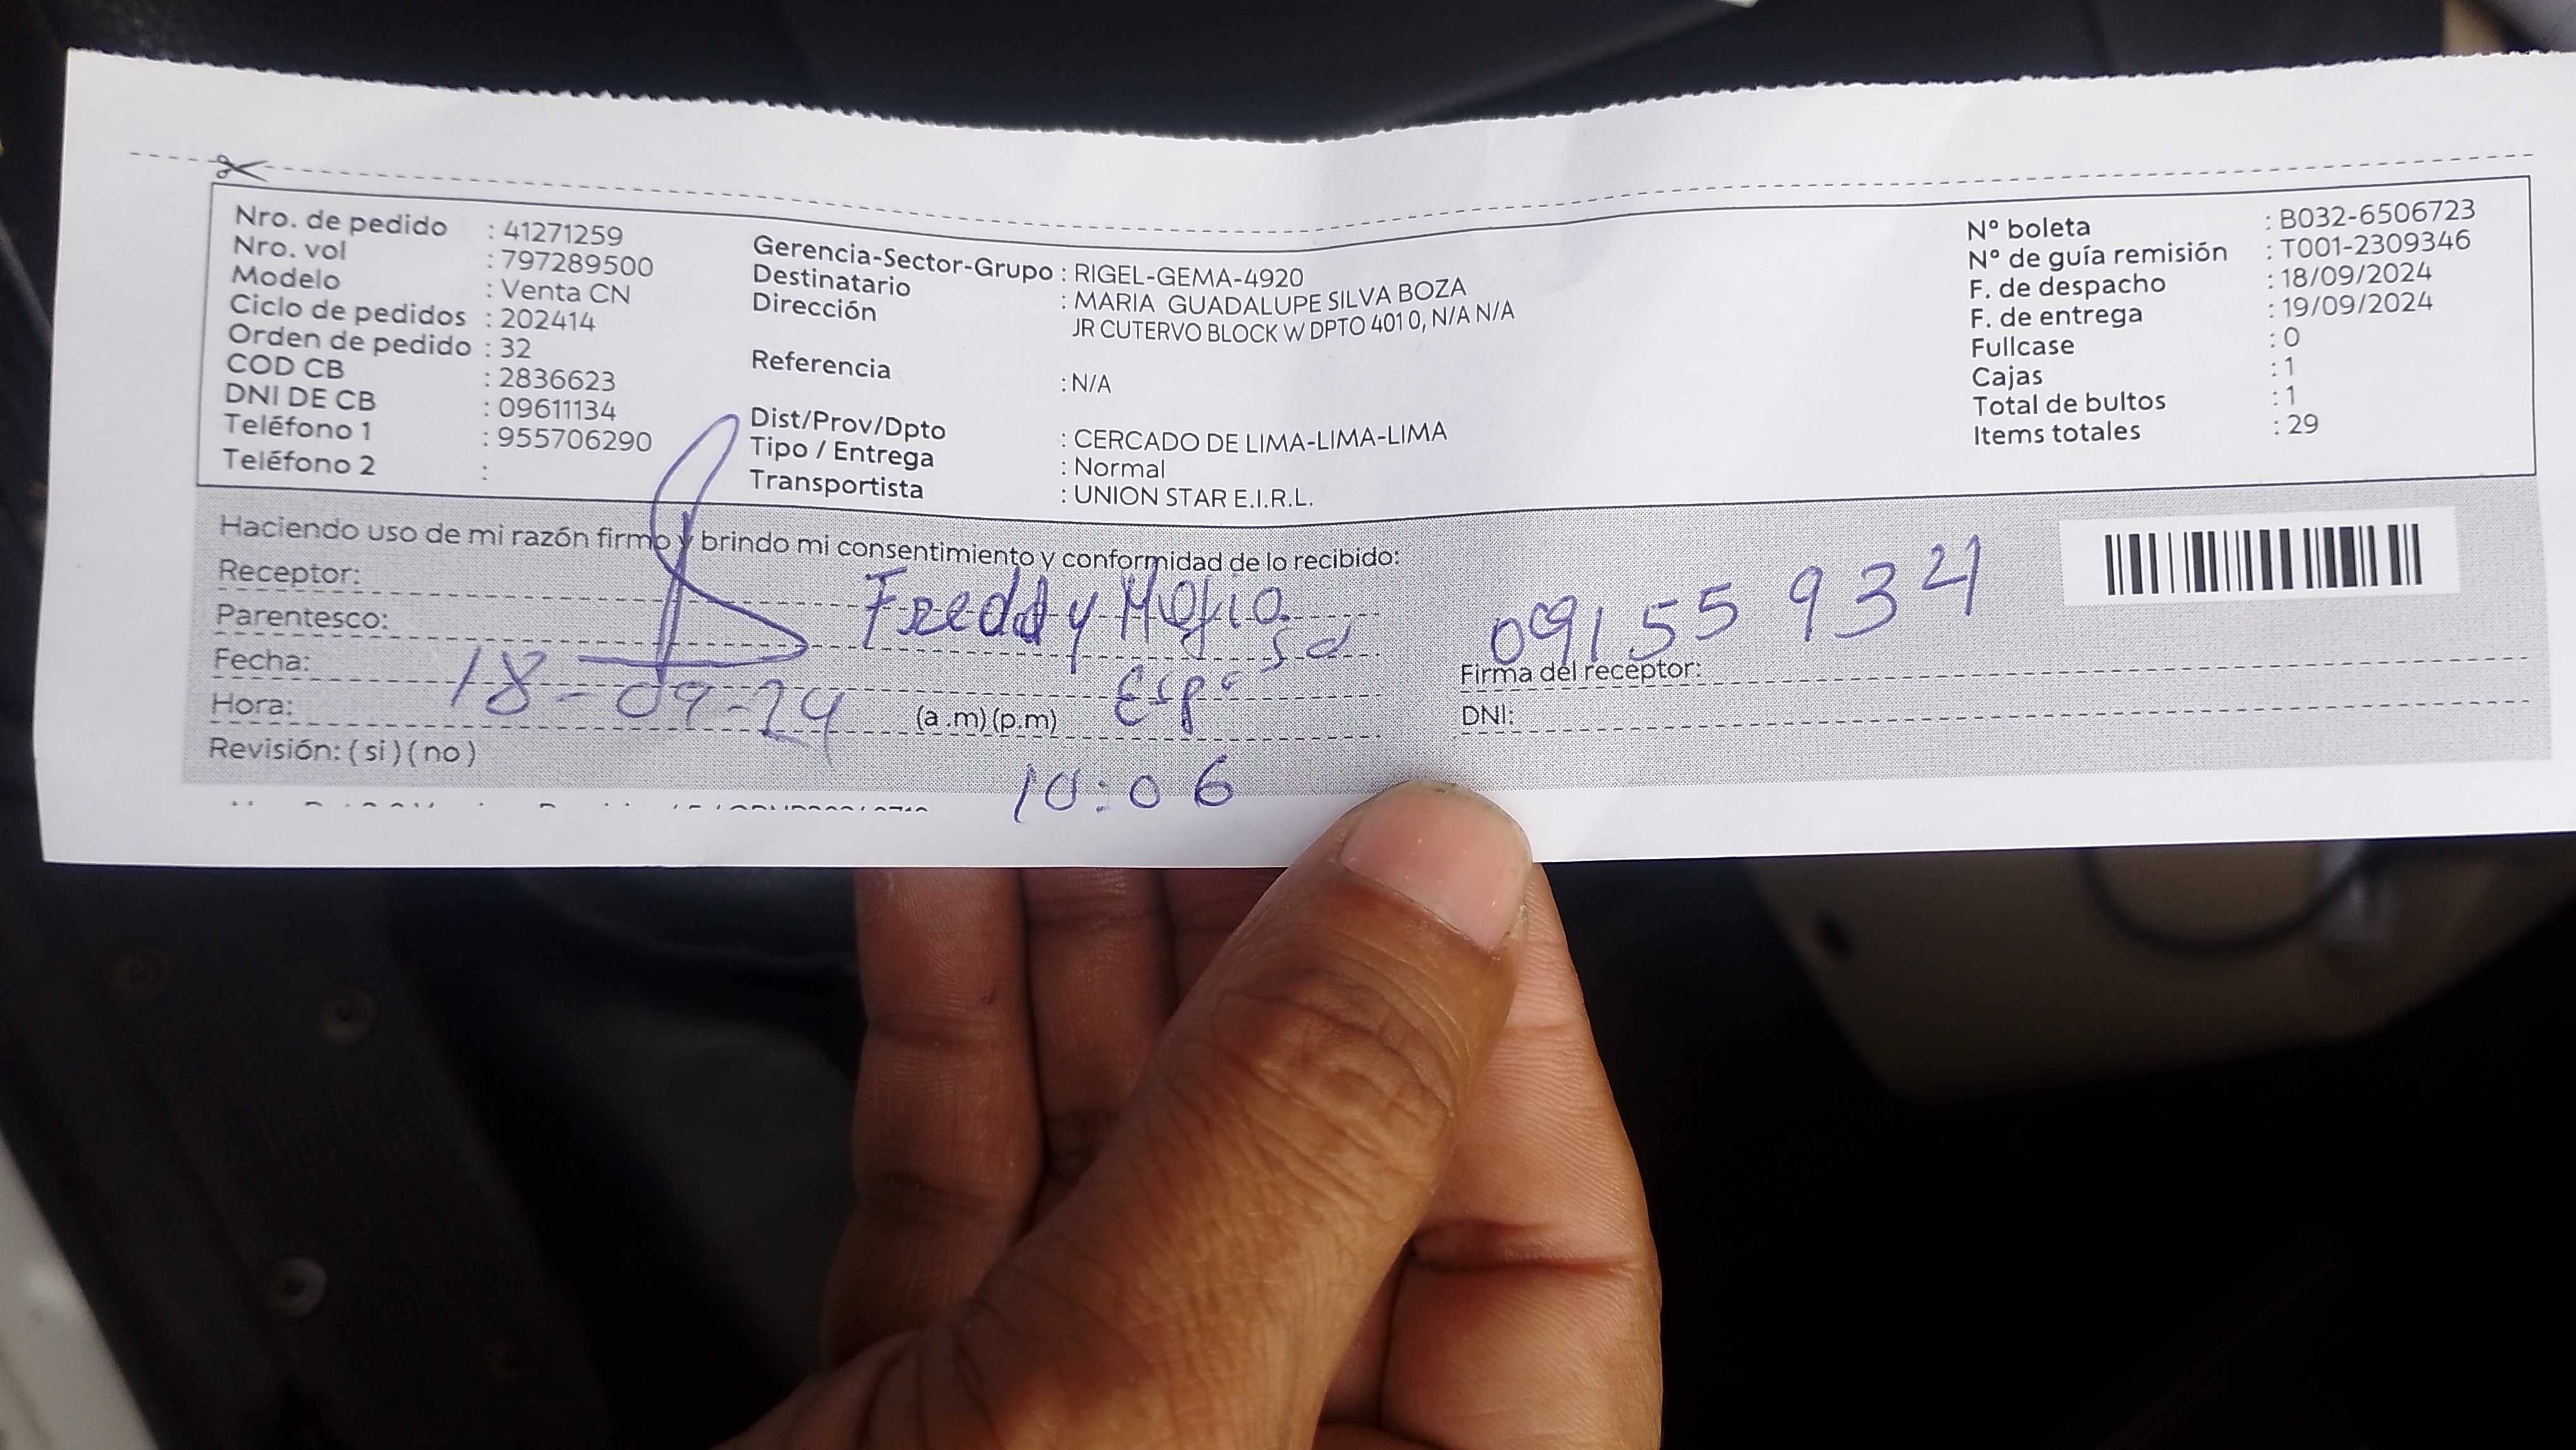 Nro. de pedido : 41271259
Nro. vol : 797289500
Modelo : Venta CN
Ciclo de pedidos : 202414
Orden de pedido : 32
COD CB : 2836623
DNI DE CB : 09611134
Teléfono 1 : 955706290
Teléfono 2 :
Gerencia-Sector-Grupo : RIGEL-GEMA-4920
Destinatario : MARIA GUADALUPE SILVA BOZA
Dirección JR CUTERVO BLOCK W DPTO 401 0, N/A N/A
Referencia : N/A
Dist/Prov/Dpto : CERCADO DE LIMA-LIMA-LIMA
Tipo / Entrega : Normal
Transportista : UNION STAR E.I.R.L.
Nº boleta : B032-6506723
Nº de guía remisión : T001-2309346
F. de despacho : 18/09/2024
F. de entrega : 19/09/2024
Fullcase : 0
Cajas : 1
Total de bultos : 1
Items totales : 29
Haciendo uso de mi razón firmo y brindo mi consentimiento y conformidad de lo recibido:
Receptor: Freddy
Parentesco:
Fecha: 18-09-24
Hora: (a .m)(p.m)
Revisión: ( si ) ( no )
10:06
09155934
Firma del receptor:
DNI: